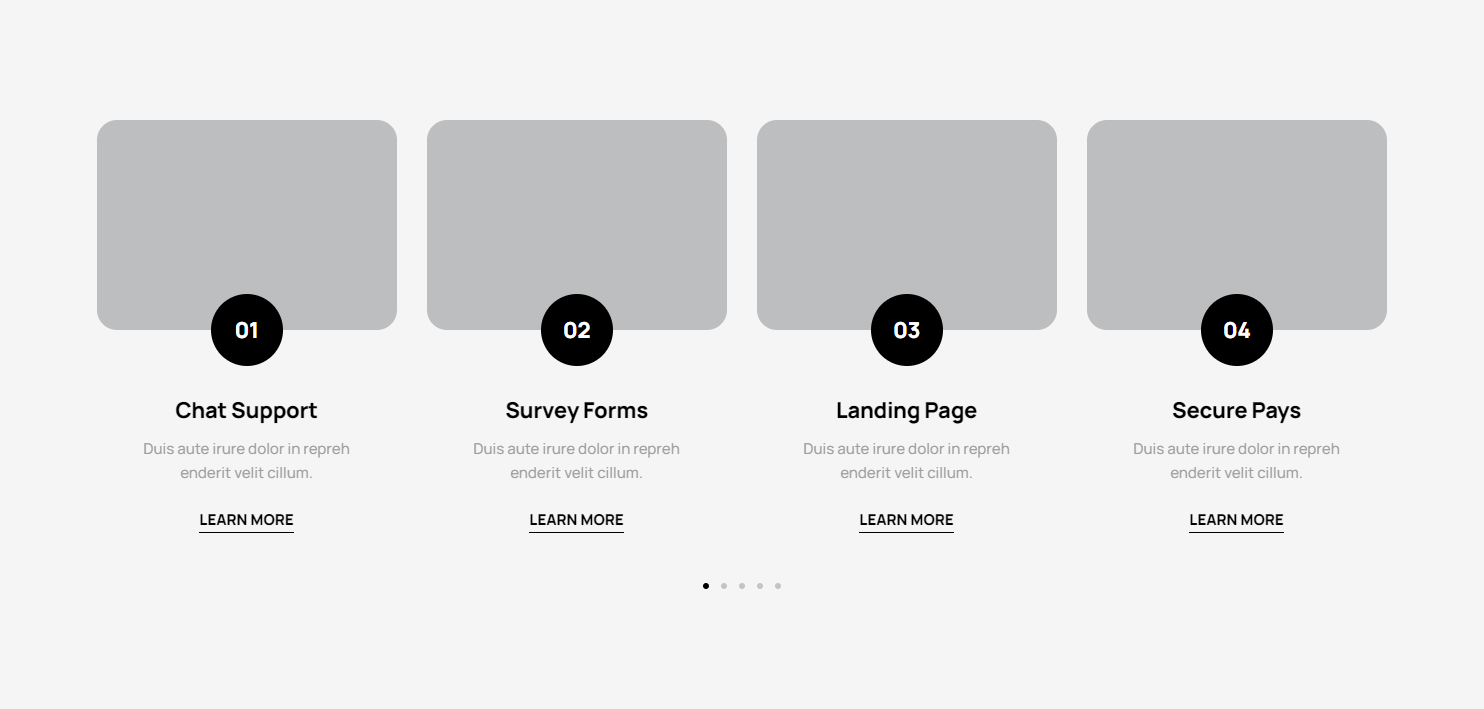 01
Chat Support
Duis aute irure dolor in repreh
enderit velit cillum.
LEARN MORE
02
Survey Forms
Duis aute irure dolor in repreh
enderit velit cillum.
LEARN MORE
03
Landing Page
Duis aute irure dolor in repreh
enderit velit cillum.
LEARN MORE
04
Secure Pays
Duis aute irure dolor in repreh
enderit velit cillum.
LEARN MORE